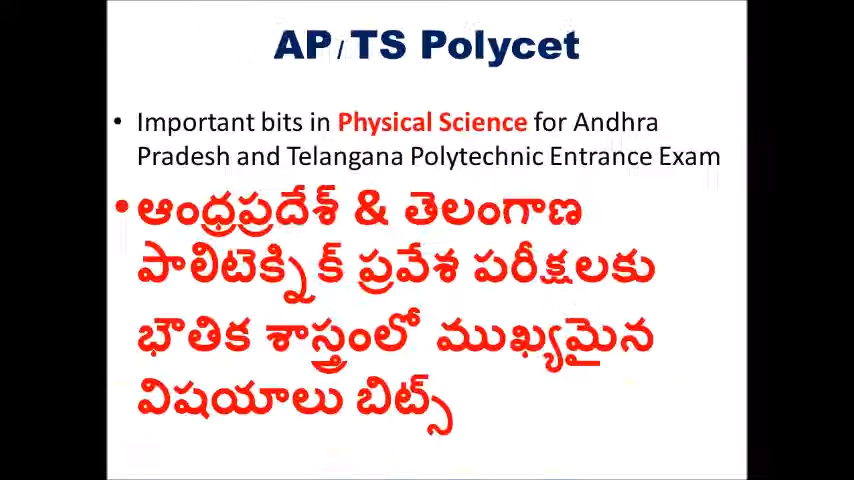 AP/TS Polycet
• Important bits in Physical Science for Andhra
Pradesh and Telangana Polytechnic Entrance Exam
• ఆంధ్రప్రదేశ్ & తెలంగాణ
పాలిటెక్నిక్ ప్రవేశ పరీక్షలకు
భౌతిక శాస్త్రంలో ముఖ్యమైన
విషయాలు బిట్స్